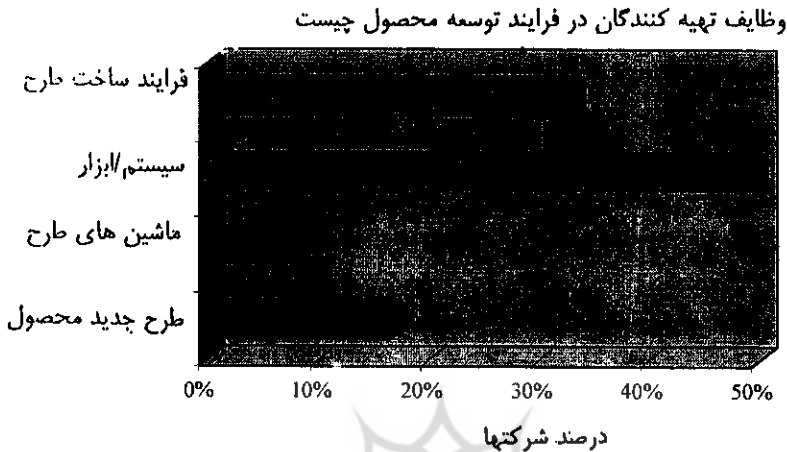 وظایف تهیه کنندگان در فرایند توسعه محصول چیست
فرایند ساخت طرح
سیستم/ابزار
ماشین های طرح
طرح جدید محصول
0% 10% 20% 30% 40% 50%
درصد شرکتها